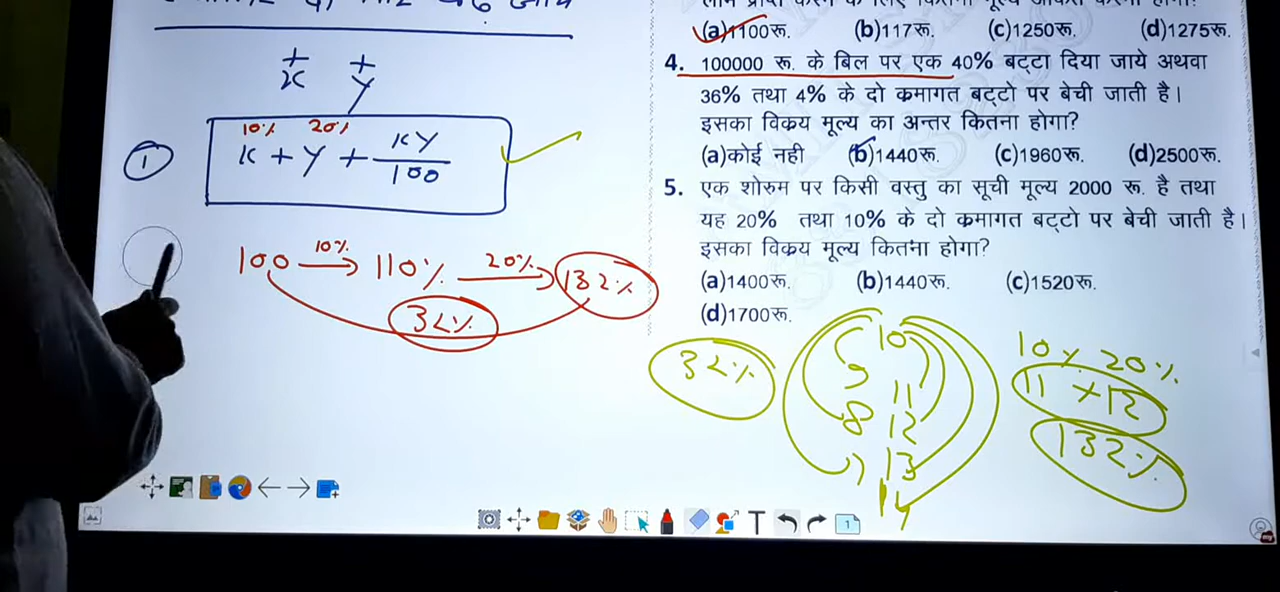 + +
x y
10% 20%
① x + y + xy/100
100 10% → 110% 20% → 132%
32%
(a)1100रू. (b)117रू. (c)1250रू. (d)1275रू.
4. 100000 रू. के बिल पर एक 40% बट्टा दिया जाये अथवा
36% तथा 4% के दो क्रमागत बट्टो पर बेची जाती है।
इसका विक्रय मूल्य का अन्तर कितना होगा?
(a)कोई नही (b)1440रू. (c)1960रू. (d)2500रू.
5. एक शोरुम पर किसी वस्तु का सूची मूल्य 2000 रू. है तथा
यह 20% तथा 10% के दो क्रमागत बट्टो पर बेची जाती है।
इसका विक्रय मूल्य कितना होगा?
(a)1400रू. (b)1440रू. (c)1520रू.
(d)1700रू.
32%
10
9
11
8 12
7 13
14
10% 20%
11 × 12
132%